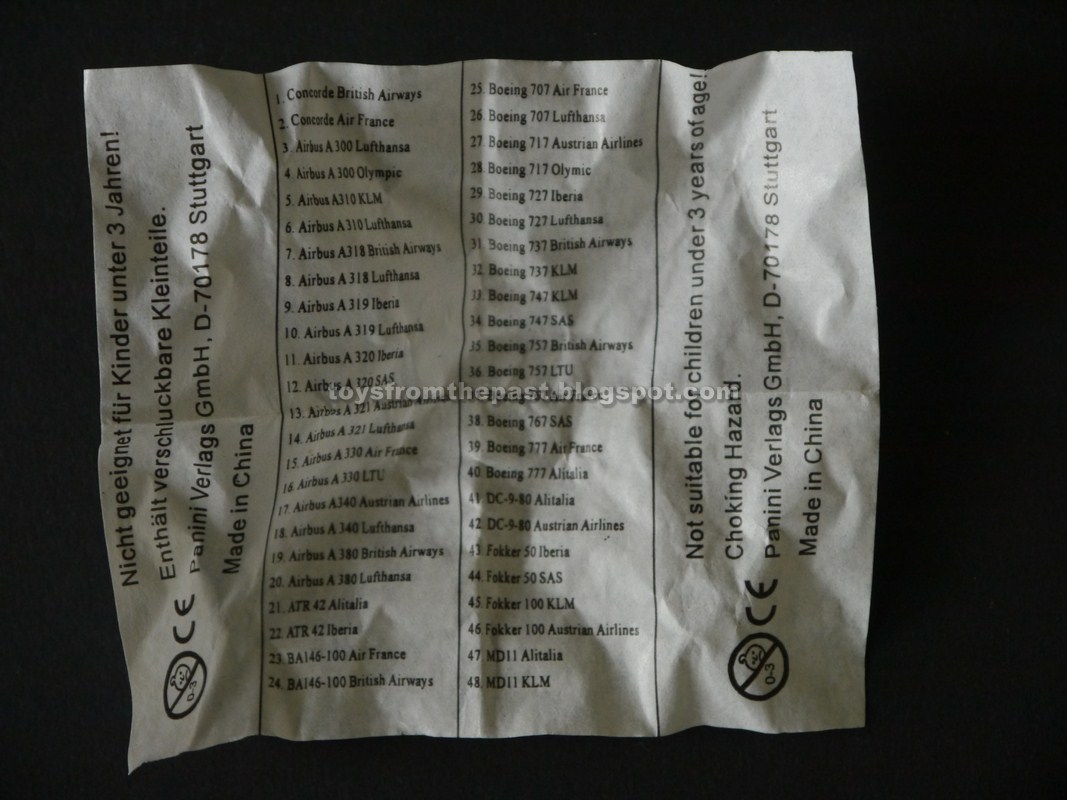 Nicht geeignet für Kinder unter 3 Jahren!
Enthält verschluckbare Kleinteile.
Panini Verlags GmbH, D-70178 Stuttgart
Made in China
0-3
CE
1. Concorde British Airways
2. Concorde Air France
3. Airbus A 300 Lufthansa
4. Airbus A 300 Olympic
5. Airbus A310 KLM
6. Airbus A310 Lufthansa
7. Airbus A318 British Airways
8. Airbus A 318 Lufthansa
9. Airbus A 319 Iberia
10. Airbus A 319 Lufthansa
11. Airbus A 320 Iberia
12. Airbus A 320 SAS
13. Airbus A 321 Austrian Airlines
14. Airbus A 321 Lufthansa
15. Airbus A 330 Air France
16. Airbus A 330 LTU
17. Airbus A340 Austrian Airlines
18. Airbus A 340 Lufthansa
19. Airbus A 380 British Airways
20. Airbus A 380 Lufthansa
21. ATR 42 Alitalia
22. ATR 42 Iberia
23. BA146-100 Air France
24. BA146-100 British Airways
25. Boeing 707 Air France
26. Boeing 707 Lufthansa
27. Boeing 717 Austrian Airlines
28. Boeing 717 Olymic
29. Boeing 727 Iberia
30. Boeing 727 Lufthansa
31. Boeing 737 British Airways
32. Boeing 737 KLM
33. Boeing 747 KLM
34. Boeing 747 SAS
35. Boeing 757 British Airways
36. Boeing 757 LTU
38. Boeing 767 SAS
39. Boeing 777 Air France
40. Boeing 777 Alitalia
41. DC-9-80 Alitalia
42. DC-9-80 Austrian Airlines
43. Fokker 50 Iberia
44. Fokker 50 SAS
45. Fokker 100 KLM
46. Fokker 100 Austrian Airlines
47. MD11 Alitalia
48. MD11 KLM
Not suitable for children under 3 years of age!
Choking Hazard.
Panini Verlags GmbH, D-70178 Stuttgart
Made in China
0-3
CE
toysfromthepast.blogspot.com